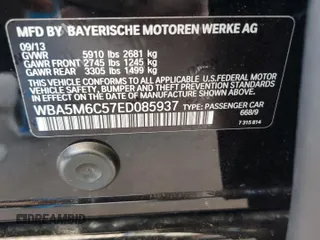 MFD BY BAYERISCHE MOTOREN WERKE AG
09/13
GVWR 5910 lbs 2681 kg
GAWR FRONT 2745 lbs 1245 kg
GAWR REAR 3305 lbs 1499 kg
THIS VEHICLE CONFORMS TO ALL APPLICABLE U.S. FEDERAL MOTOR
VEHICLE SAFETY, BUMPER, AND THEFT PREVENTION STANDARDS IN
EFFECT ON THE DATE OF MANUFACTURE SHOWN ABOVE.
WBA5M6C57ED085937 TYPE: PASSENGER CAR
668/9
7 315 814
DREAMBID